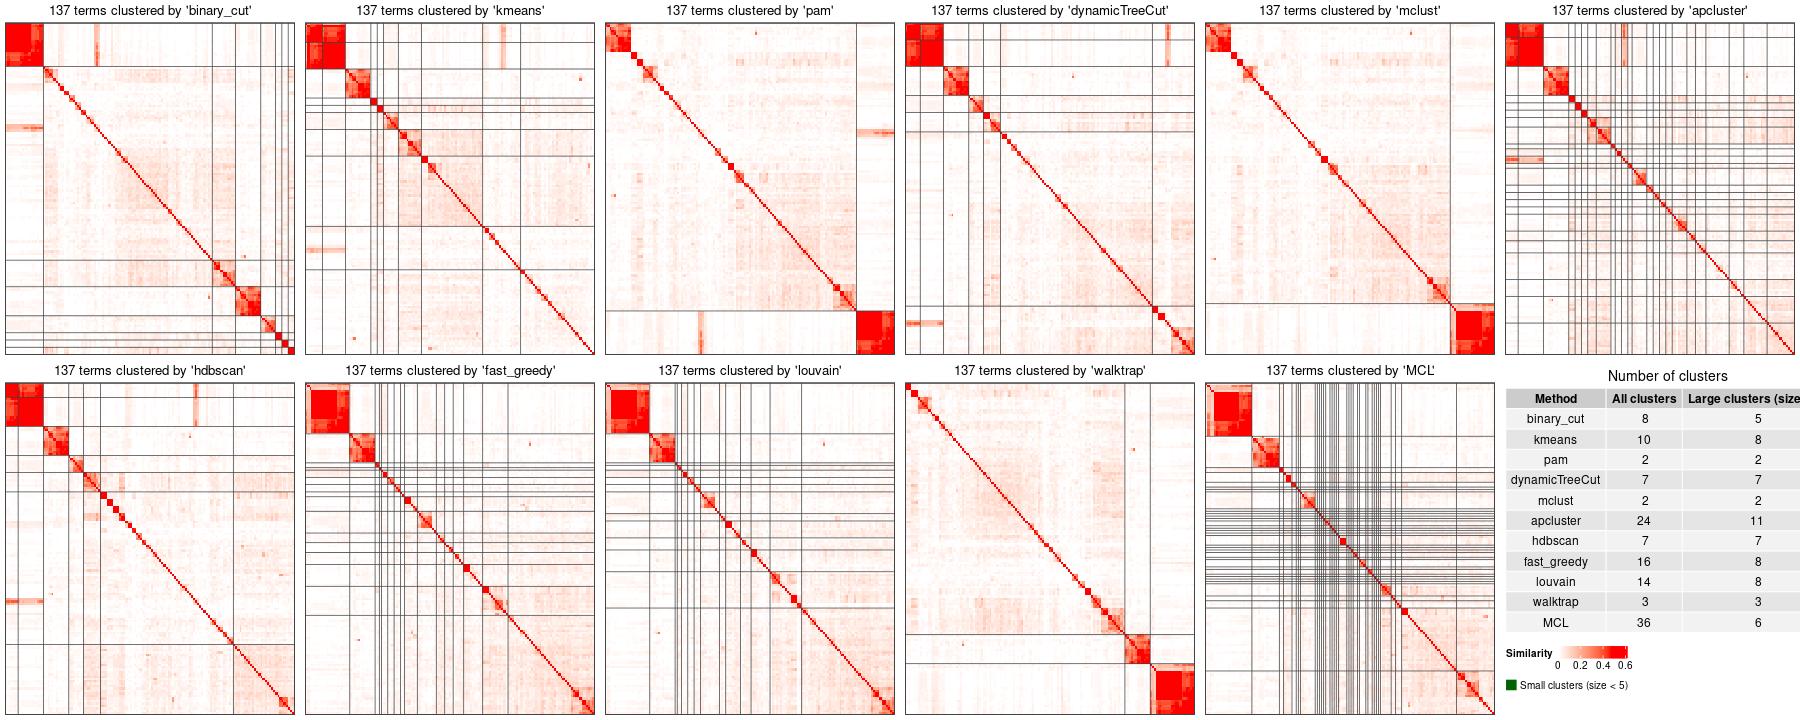 137 terms clustered by 'binary_cut'
137 terms clustered by 'kmeans'
137 terms clustered by 'pam'
137 terms clustered by 'dynamicTreeCut'
137 terms clustered by 'mclust'
137 terms clustered by 'apcluster'
137 terms clustered by 'hdbscan'
137 terms clustered by 'fast_greedy'
137 terms clustered by 'louvain'
137 terms clustered by 'walktrap'
137 terms clustered by 'MCL'
Number of clusters
Method All clusters Large clusters (size
binary_cut 8 5
kmeans 10 8
pam 2 2
dynamicTreeCut 7 7
mclust 2 2
apcluster 24 11
hdbscan 7 7
fast_greedy 16 8
louvain 14 8
walktrap 3 3
MCL 36 6
Similarity
0 0.2 0.4 0.6
Small clusters (size < 5)